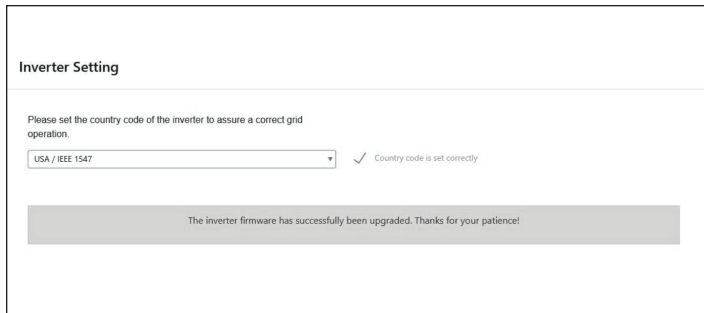 Inverter Setting
Please set the country code of the inverter to assure a correct grid
operation.
USA / IEEE 1547
Country code is set correctly
The inverter firmware has successfully been upgraded. Thanks for your patience!